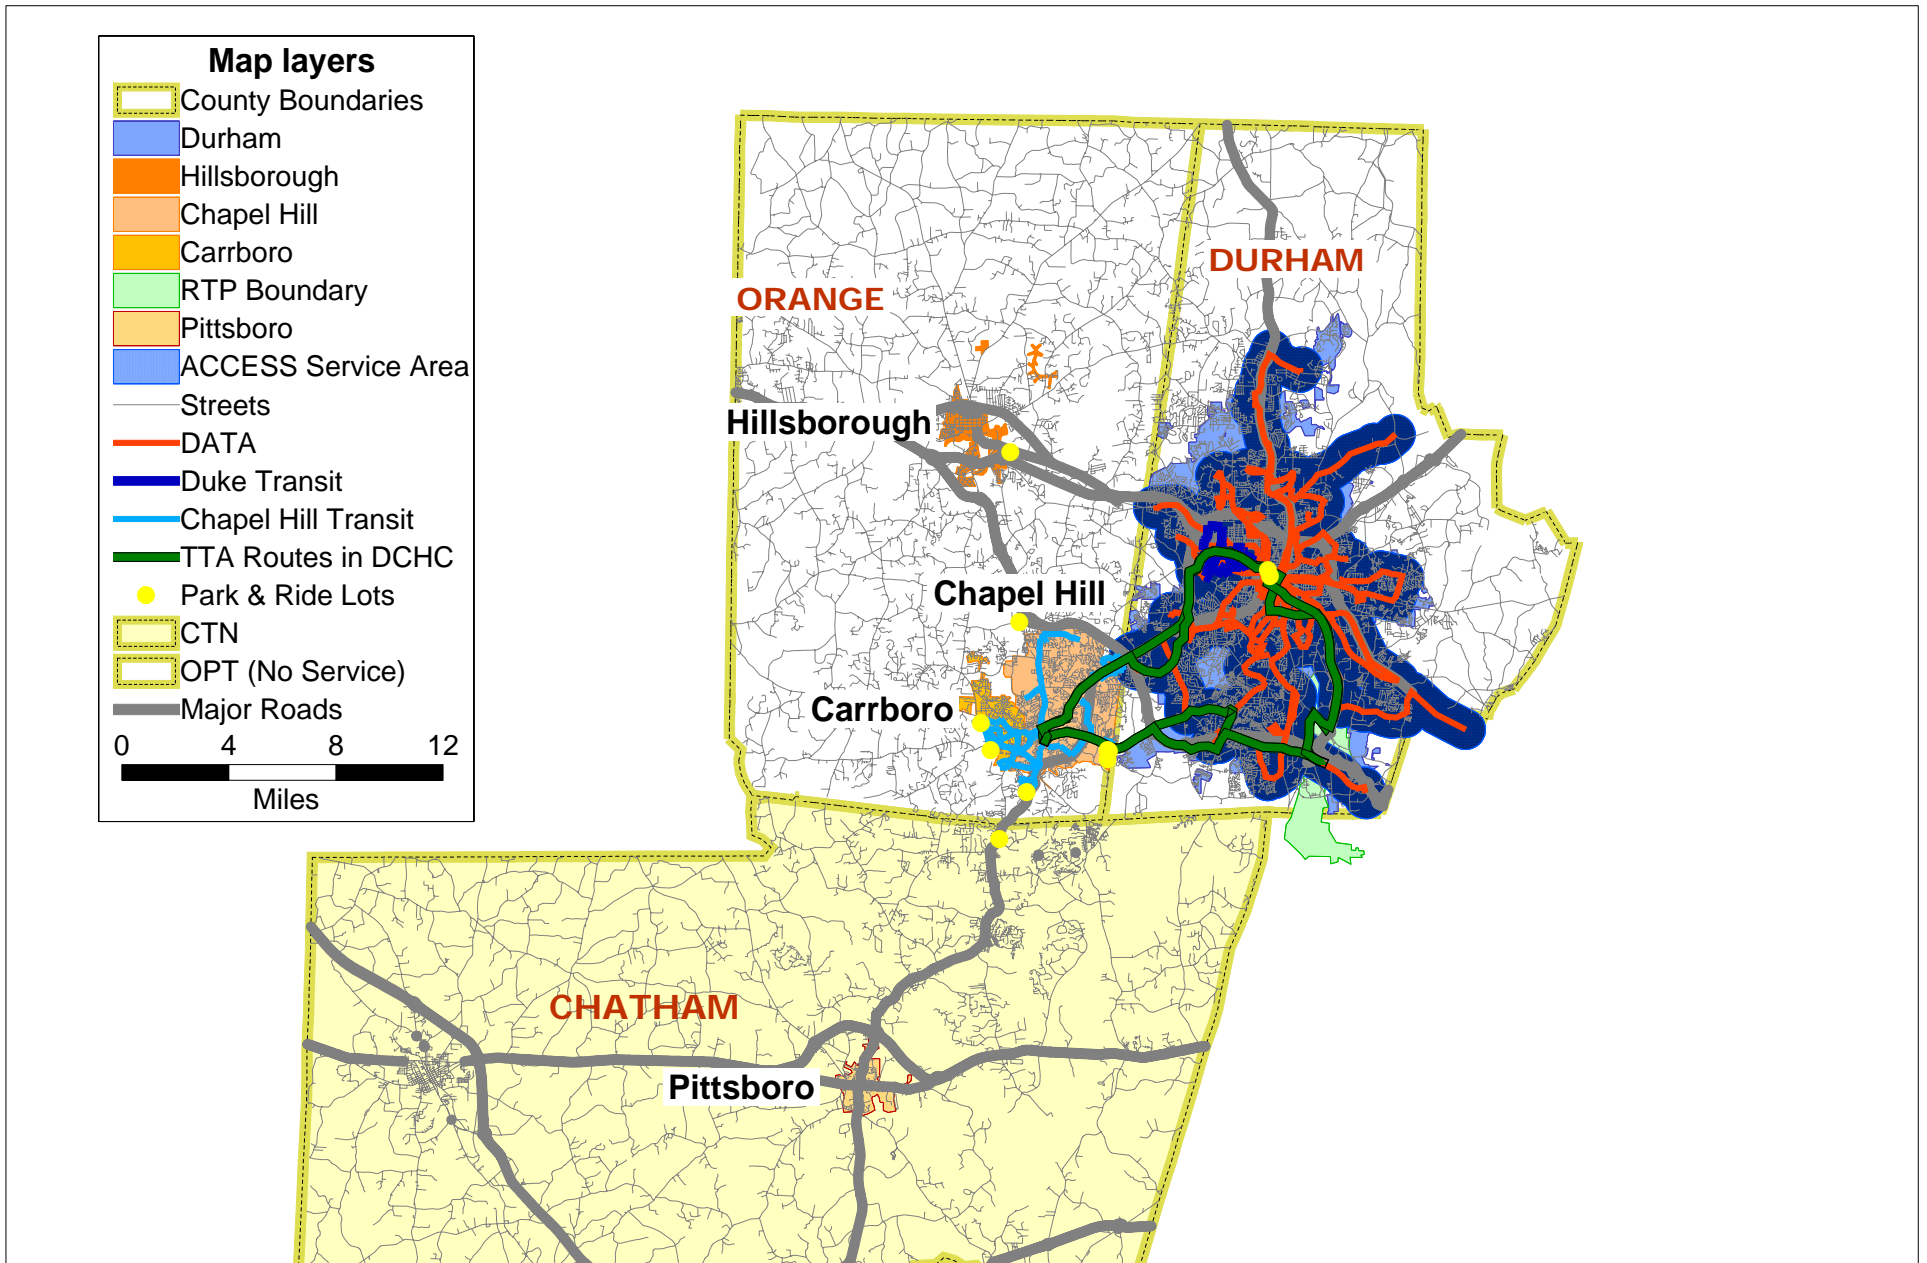 Map layers
County Boundaries
Durham
Hillsborough
Chapel Hill
Carrboro
RTP Boundary
Pittsboro
ACCESS Service Area
Streets
DATA
Duke Transit
Chapel Hill Transit
TTA Routes in DCHC
Park & Ride Lots
CTN
OPT (No Service)
Major Roads
0 4 8 12
Miles
DURHAM
ORANGE
Hillsborough
Chapel Hill
Carrboro
CHATHAM
Pittsboro